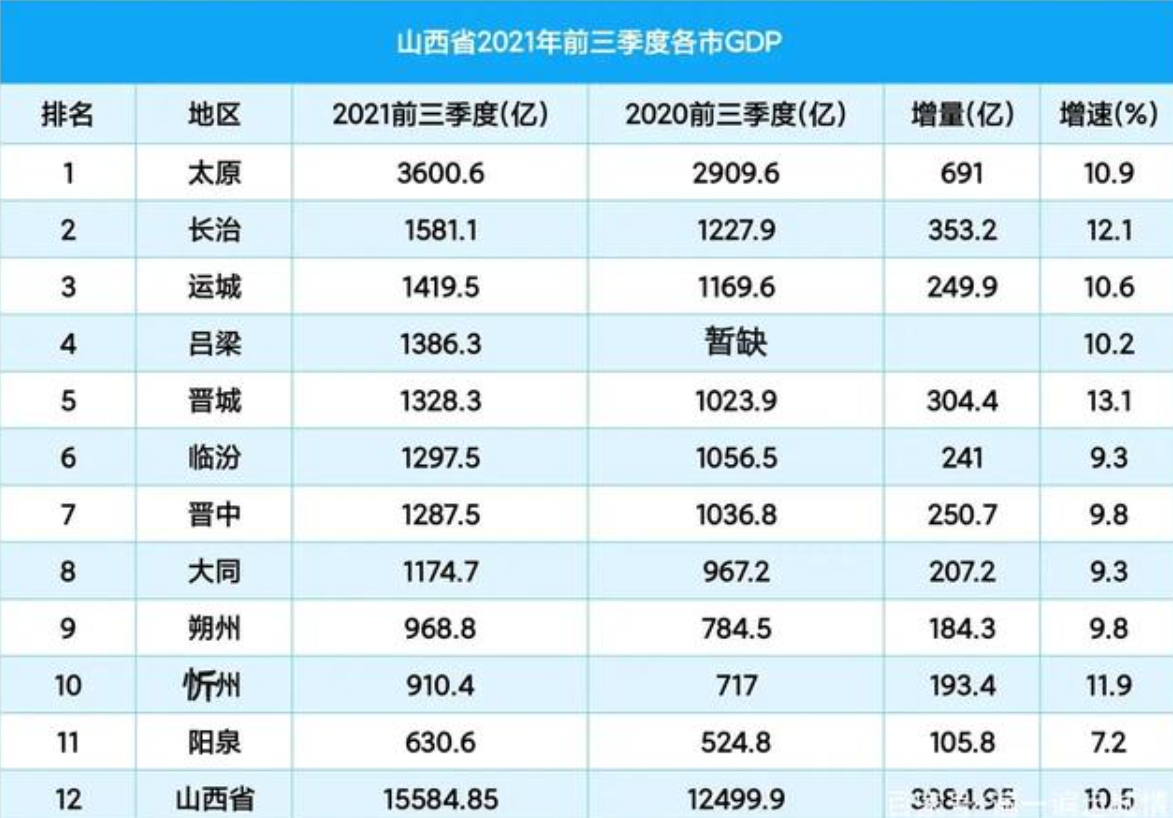 山西省2021年前三季度各市GDP
排名 地区 2021前三季度(亿) 2020前三季度(亿) 增量(亿) 增速(%)
1 太原 3600.6 2909.6 691 10.9
2 长治 1581.1 1227.9 353.2 12.1
3 运城 1419.5 1169.6 249.9 10.6
4 吕梁 1386.3 暂缺 10.2
5 晋城 1328.3 1023.9 304.4 13.1
6 临汾 1297.5 1056.5 241 9.3
7 晋中 1287.5 1036.8 250.7 9.8
8 大同 1174.7 967.2 207.2 9.3
9 朔州 968.8 784.5 184.3 9.8
10 忻州 910.4 717 193.4 11.9
11 阳泉 630.6 524.8 105.8 7.2
12 山西省 15584.85 12499.9 3084.95 10.5